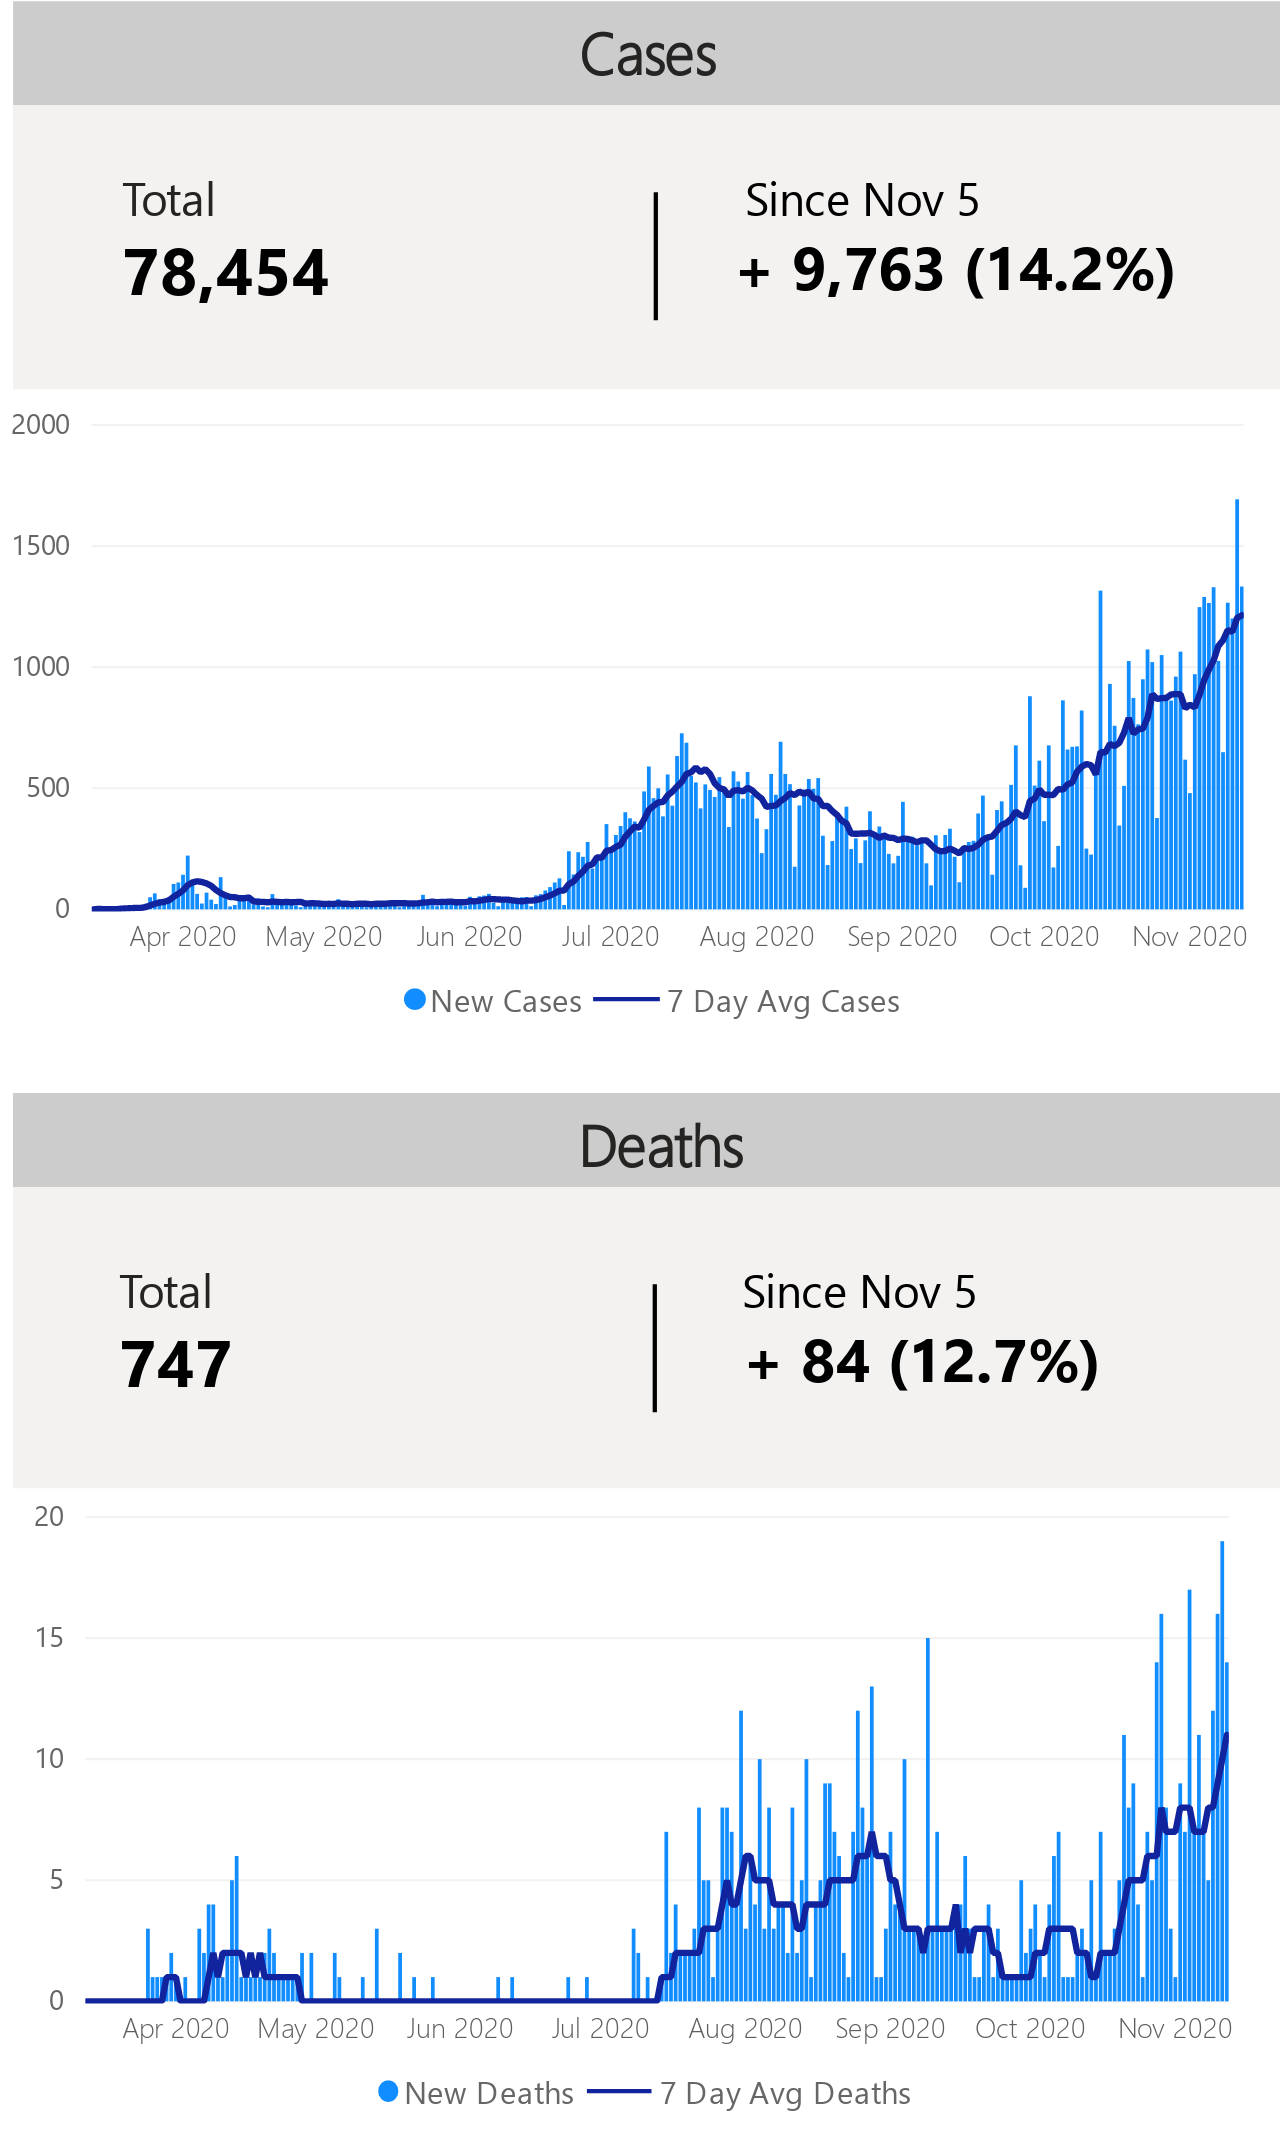 Cases
Total
Since Nov 5
78,454
+ 9,763 (14.2%)
2000
1500
1000
500
0
Apr 2020 May 2020 Jun 2020 Jul 2020 Aug 2020 Sep 2020 Oct 2020 Nov 2020
New Cases 7 Day Avg Cases
Deaths
Total
Since Nov 5
747
+ 84 (12.7%)
20
15
10
5
0
Apr 2020 May 2020 Jun 2020 Jul 2020 Aug 2020 Sep 2020 Oct 2020 Nov 2020
New Deaths 7 Day Avg Deaths